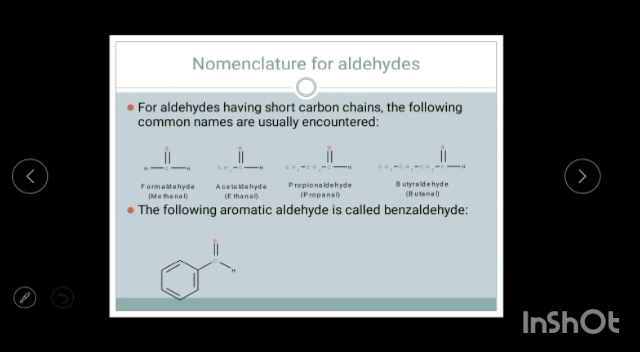 Nomenclature for aldehydes
For aldehydes having short carbon chains, the following
common names are usually encountered:
Formaldehyde Acetaldehyde Propionaldehyde Butyraldehyde
(Methanal) (Ethanal) (Propanal) (Butanal)
The following aromatic aldehyde is called benzaldehyde:
InShOt